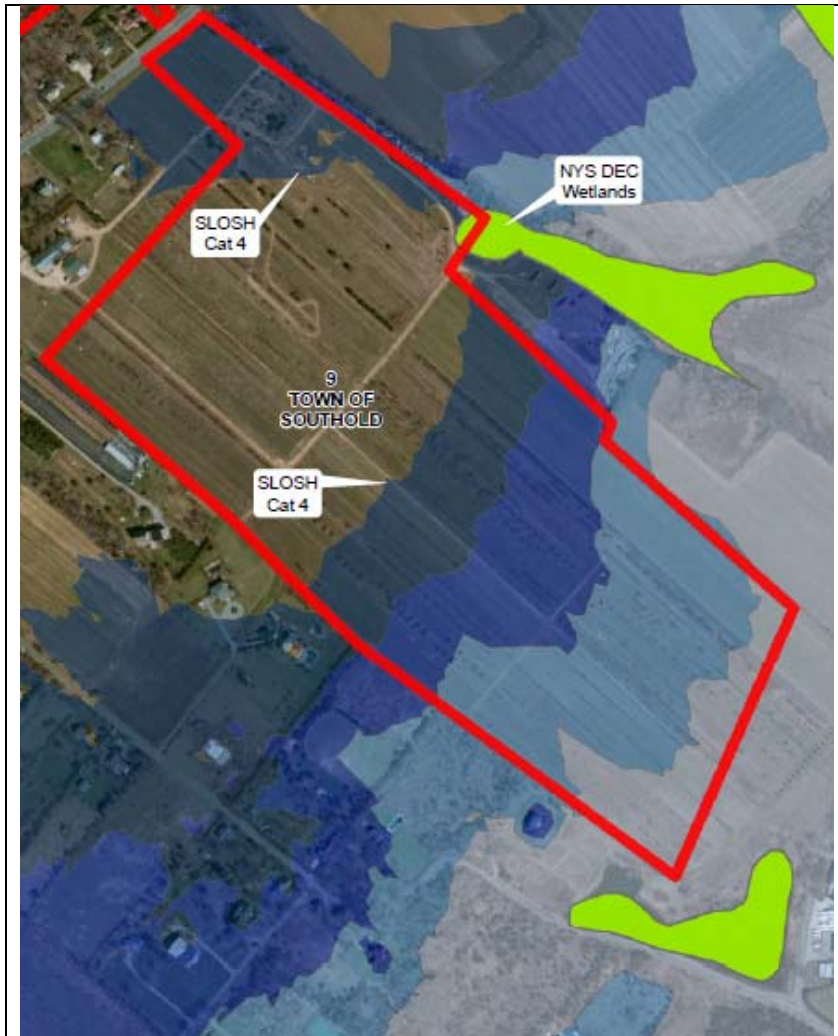 NYS DEC
Wetlands
SLOSH
Cat 4
9
TOWN OF
SOUTHOLD
SLOSH
Cat 4